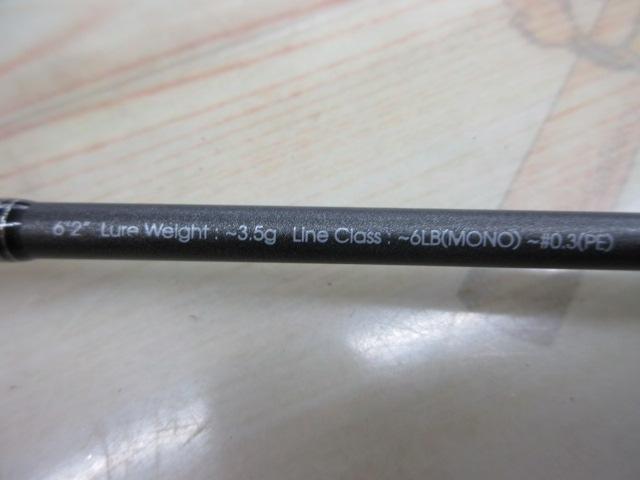 6"2" Lure Weight : ~3.5g Line Class : ~6LB(MONO) ~#0.3(PE)